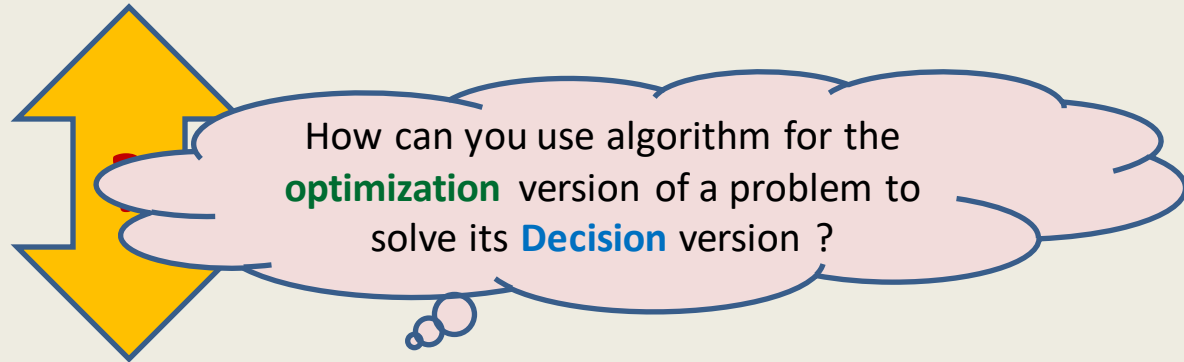 How can you use algorithm for the
optimization version of a problem to
solve its Decision version ?